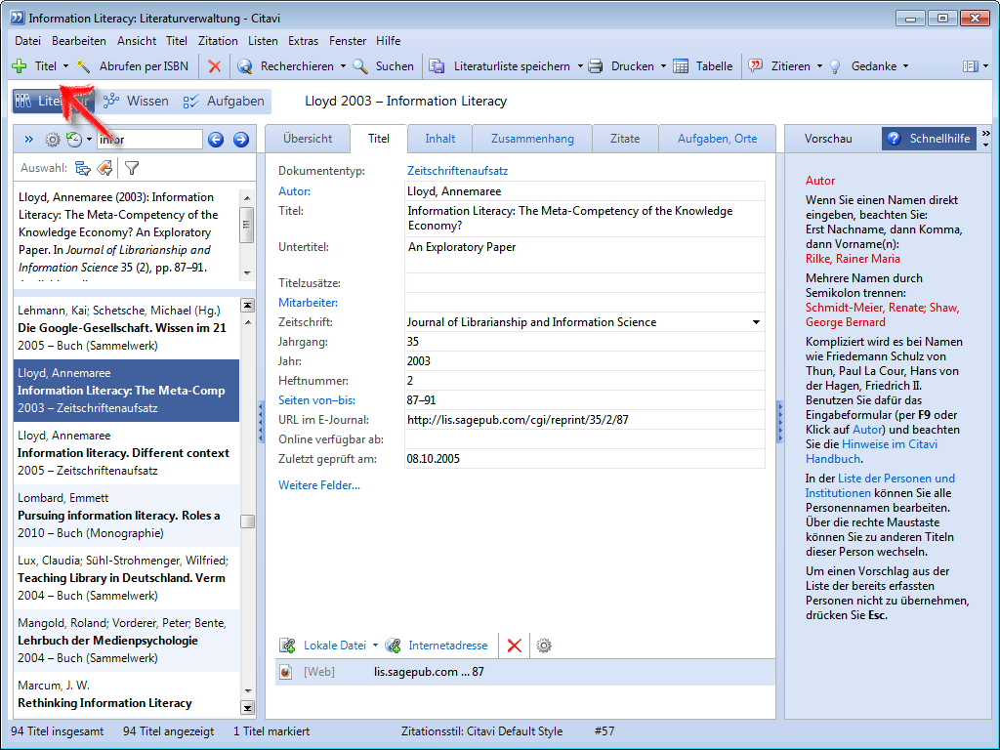 Information Literacy: Literaturverwaltung - Citavi
Datei Bearbeiten Ansicht Titel Zitation Listen Extras Fenster Hilfe
Titel Abrufen per ISBN Recherchieren Suchen Literaturliste speichern Drucken Tabelle Zitieren Gedanke
Wissen Aufgaben Lloyd 2003 – Information Literacy
Übersicht Titel Inhalt Zusammenhang Zitate Aufgaben, Orte
Vorschau Schnellhilfe
Auswahl:
Lloyd, Annemaree (2003): Information
Literacy: The Meta-Competency of the
Knowledge Economy? An Exploratory
Paper. In Journal of Librarianship and
Information Science 35 (2), pp. 87–91.
Lehmann, Kai; Schetsche, Michael (Hg.)
Die Google-Gesellschaft. Wissen im 21
2005 – Buch (Sammelwerk)
Lloyd, Annemaree
Information Literacy: The Meta-Comp
2003 – Zeitschriftenaufsatz
Lloyd, Annemaree
Information literacy. Different context
2005 – Zeitschriftenaufsatz
Lombard, Emmett
Pursuing information literacy. Roles a
2010 – Buch (Monographie)
Lux, Claudia; Sühl-Strohmenger, Wilfried;
Teaching Library in Deutschland. Verm
2004 – Buch (Sammelwerk)
Mangold, Roland; Vorderer, Peter; Bente,
Lehrbuch der Medienpsychologie
2004 – Buch (Sammelwerk)
Marcum, J. W.
Rethinking Information Literacy
Dokumententyp: Zeitschriftenaufsatz
Autor: Lloyd, Annemaree
Titel: Information Literacy: The Meta-Competency of the Knowledge
Economy?
Untertitel: An Exploratory Paper
Titelzusätze:
Mitarbeiter:
Zeitschrift: Journal of Librarianship and Information Science
Jahrgang: 35
Jahr: 2003
Heftnummer: 2
Seiten von–bis: 87–91
URL im E-Journal: http://lis.sagepub.com/cgi/reprint/35/2/87
Online verfügbar ab:
Zuletzt geprüft am: 08.10.2005
Weitere Felder...
Lokale Datei Internetadresse
[Web] lis.sagepub.com ... 87
Autor
Wenn Sie einen Namen direkt
eingeben, beachten Sie:
Erst Nachname, dann Komma,
dann Vorname(n):
Rilke, Rainer Maria
Mehrere Namen durch
Semikolon trennen:
Schmidt-Meier, Renate; Shaw,
George Bernard
Kompliziert wird es bei Namen
wie Friedemann Schulz von
Thun, Paul La Cour, Hans von
der Hagen, Friedrich II.
Benutzen Sie dafür das
Eingabeformular (per F9 oder
Klick auf Autor) und beachten
Sie die Hinweise im Citavi
Handbuch.
In der Liste der Personen und
Institutionen können Sie alle
Personennamen bearbeiten.
Über die rechte Maustaste
können Sie zu anderen Titeln
dieser Person wechseln.
Um einen Vorschlag aus der
Liste der bereits erfassten
Personen nicht zu übernehmen,
drücken Sie Esc.
94 Titel insgesamt 94 Titel angezeigt 1 Titel markiert Zitationsstil: Citavi Default Style #57